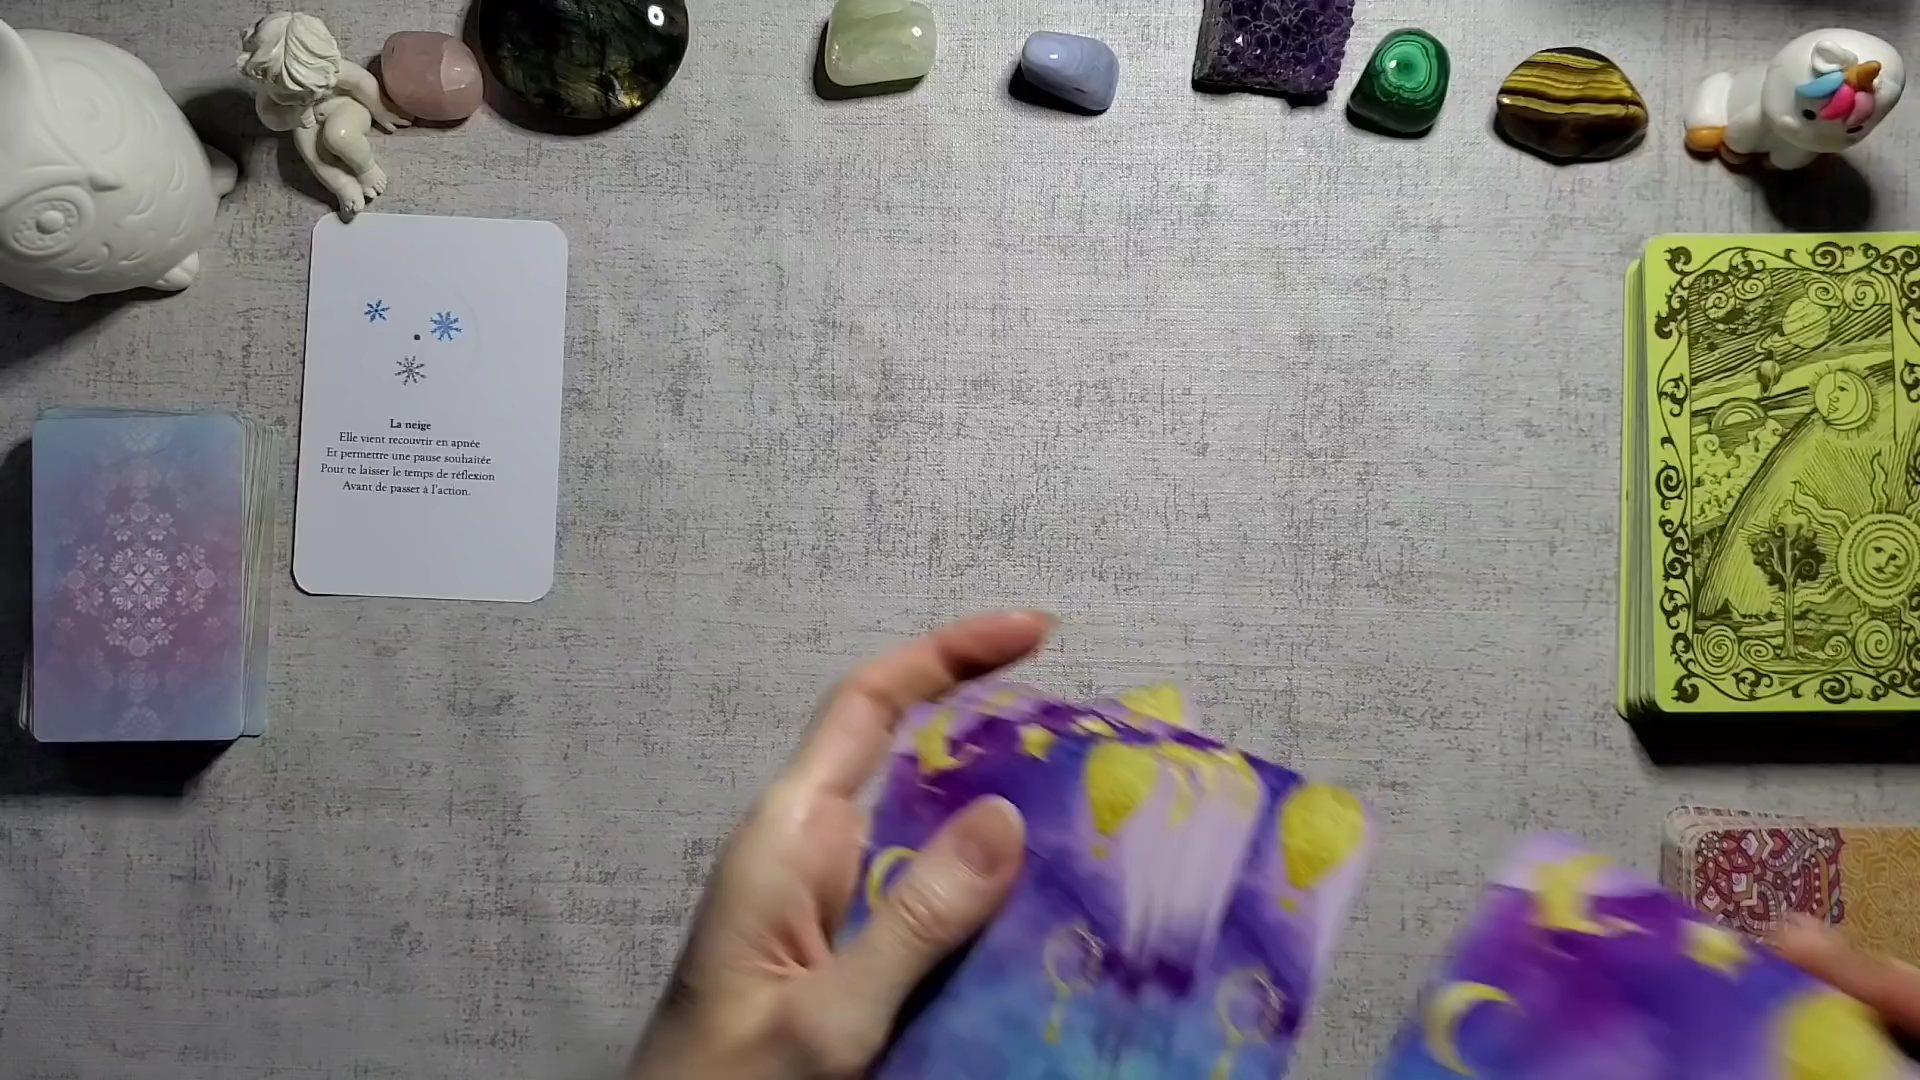 La neige
Elle vient recouvrir en apnée
Et permettre une pause souhaitée
Pour te laisser le temps de réflexion
Avant de passer à l'action.